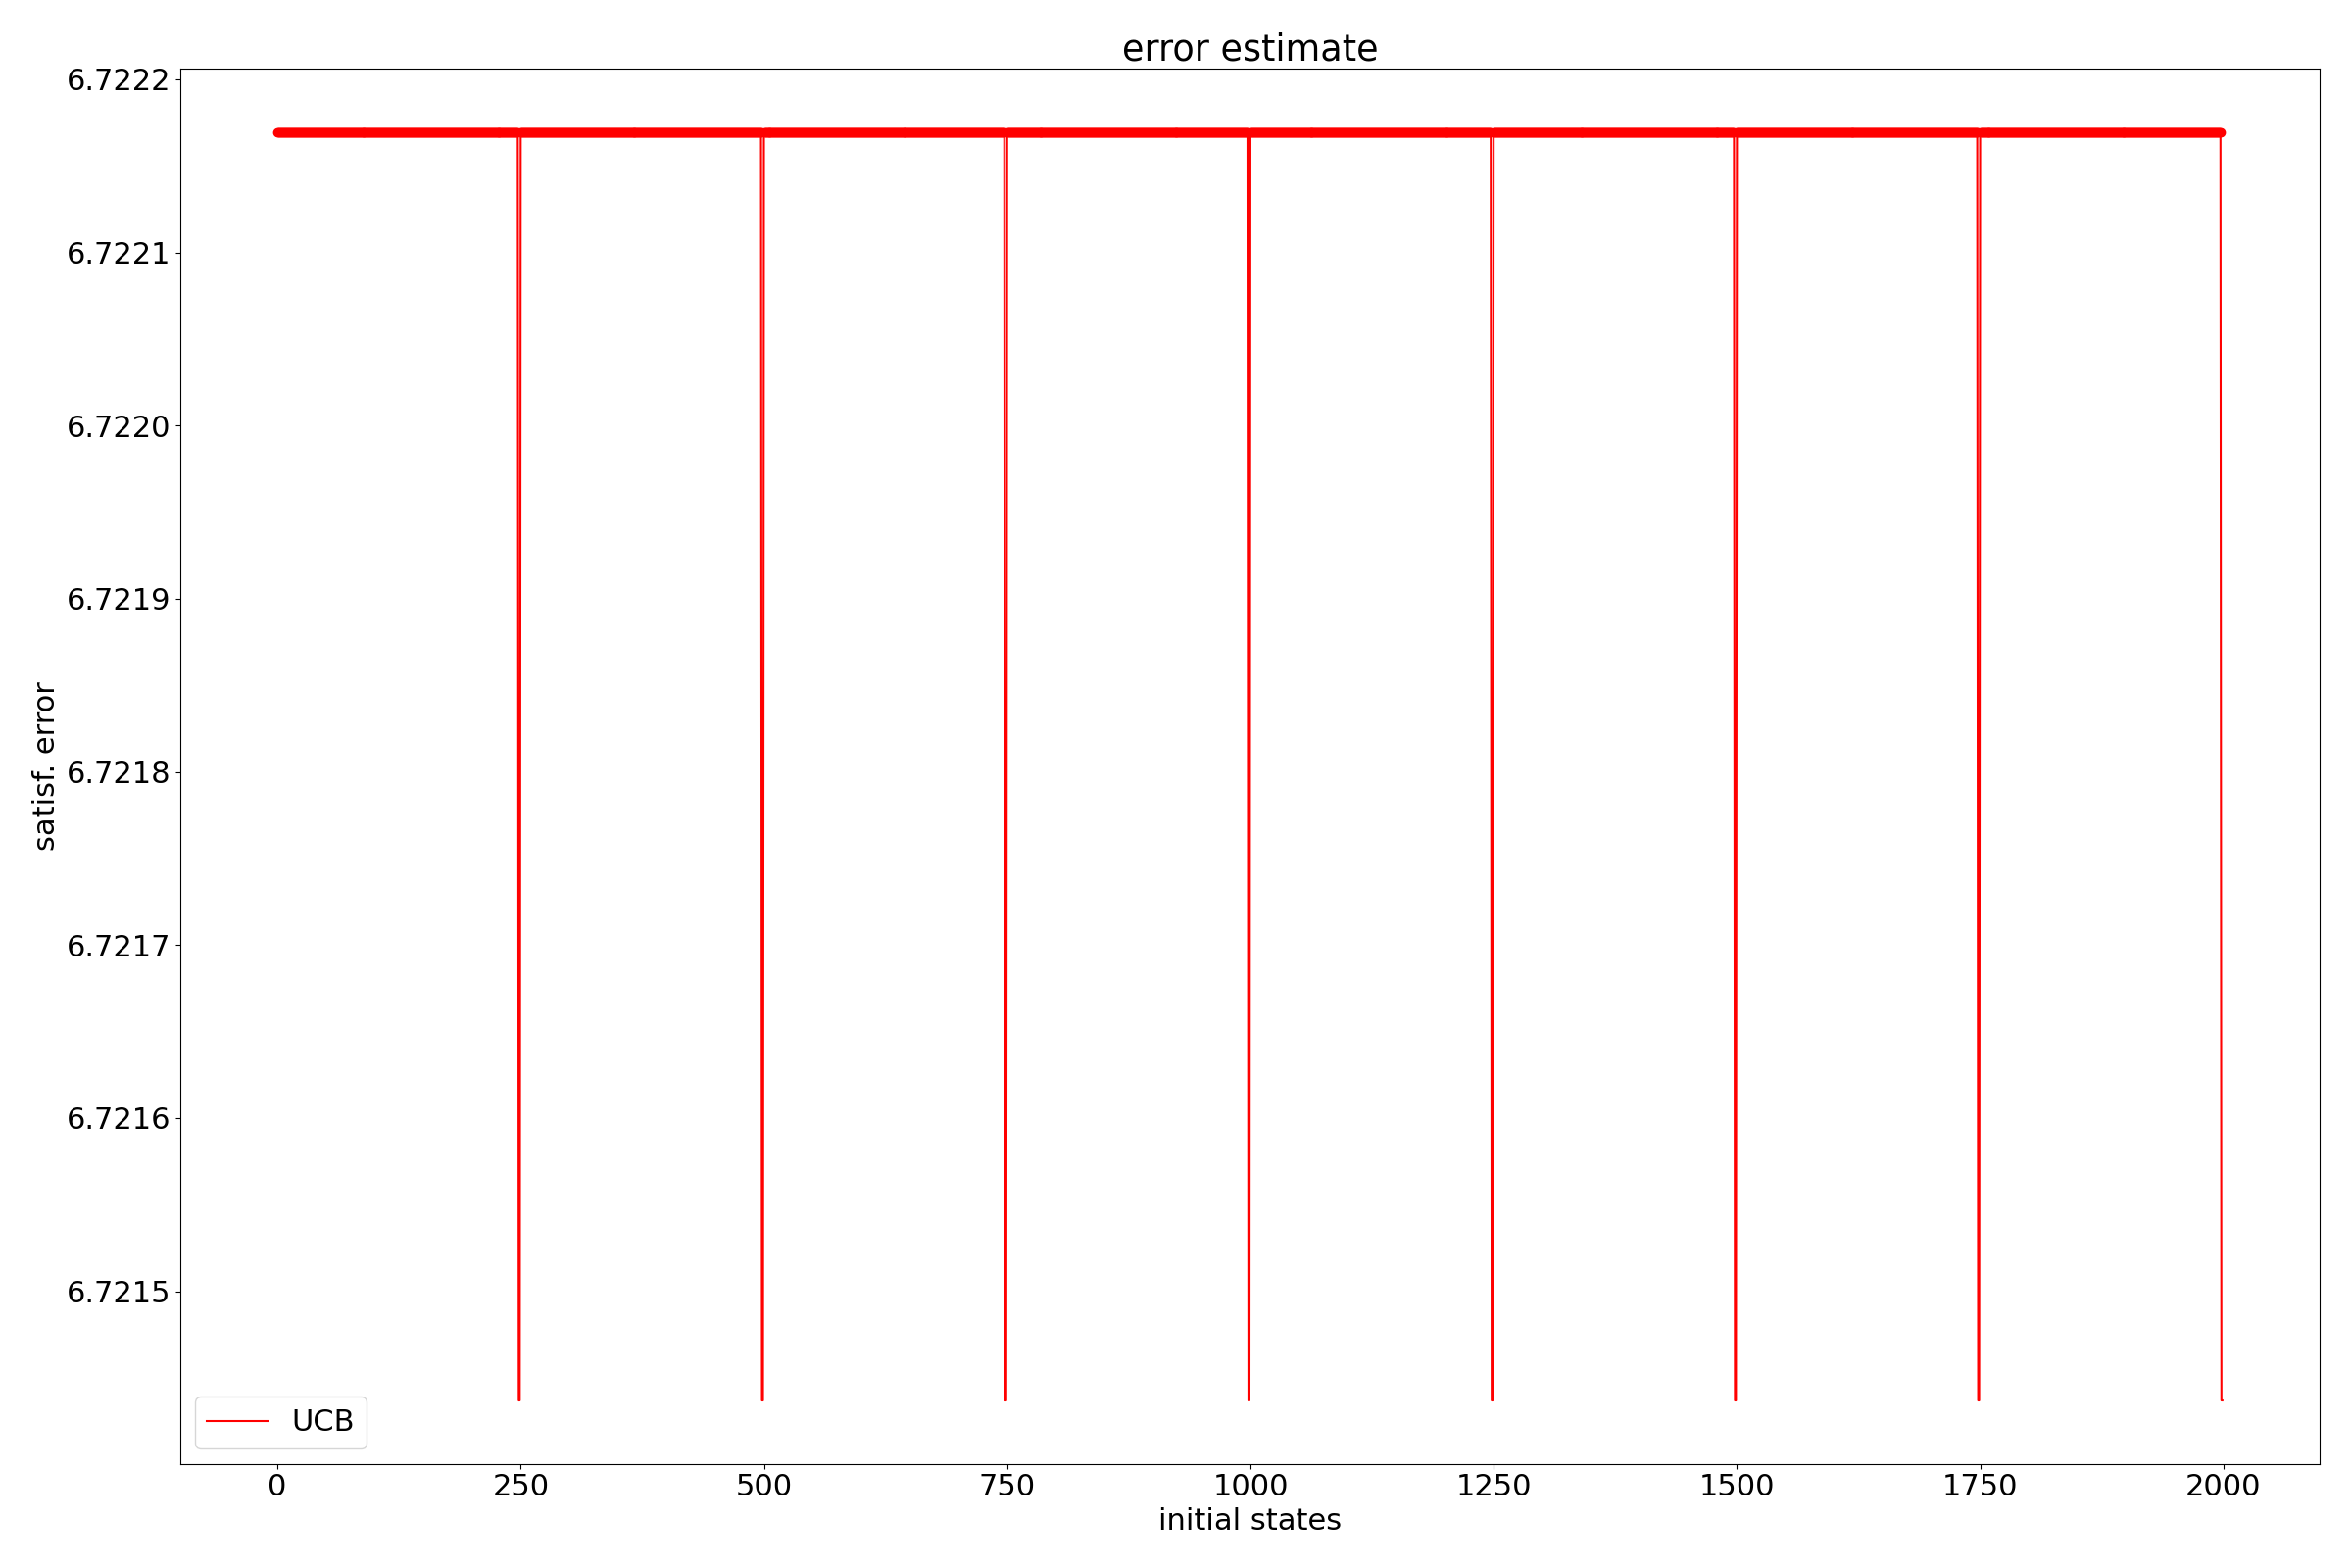 error estimate
6.7222
6.7221
6.7220
6.7219
6.7218
6.7217
6.7216
6.7215
satisf. error
UCB
0 250 500 750 1000 1250 1500 1750 2000
initial states